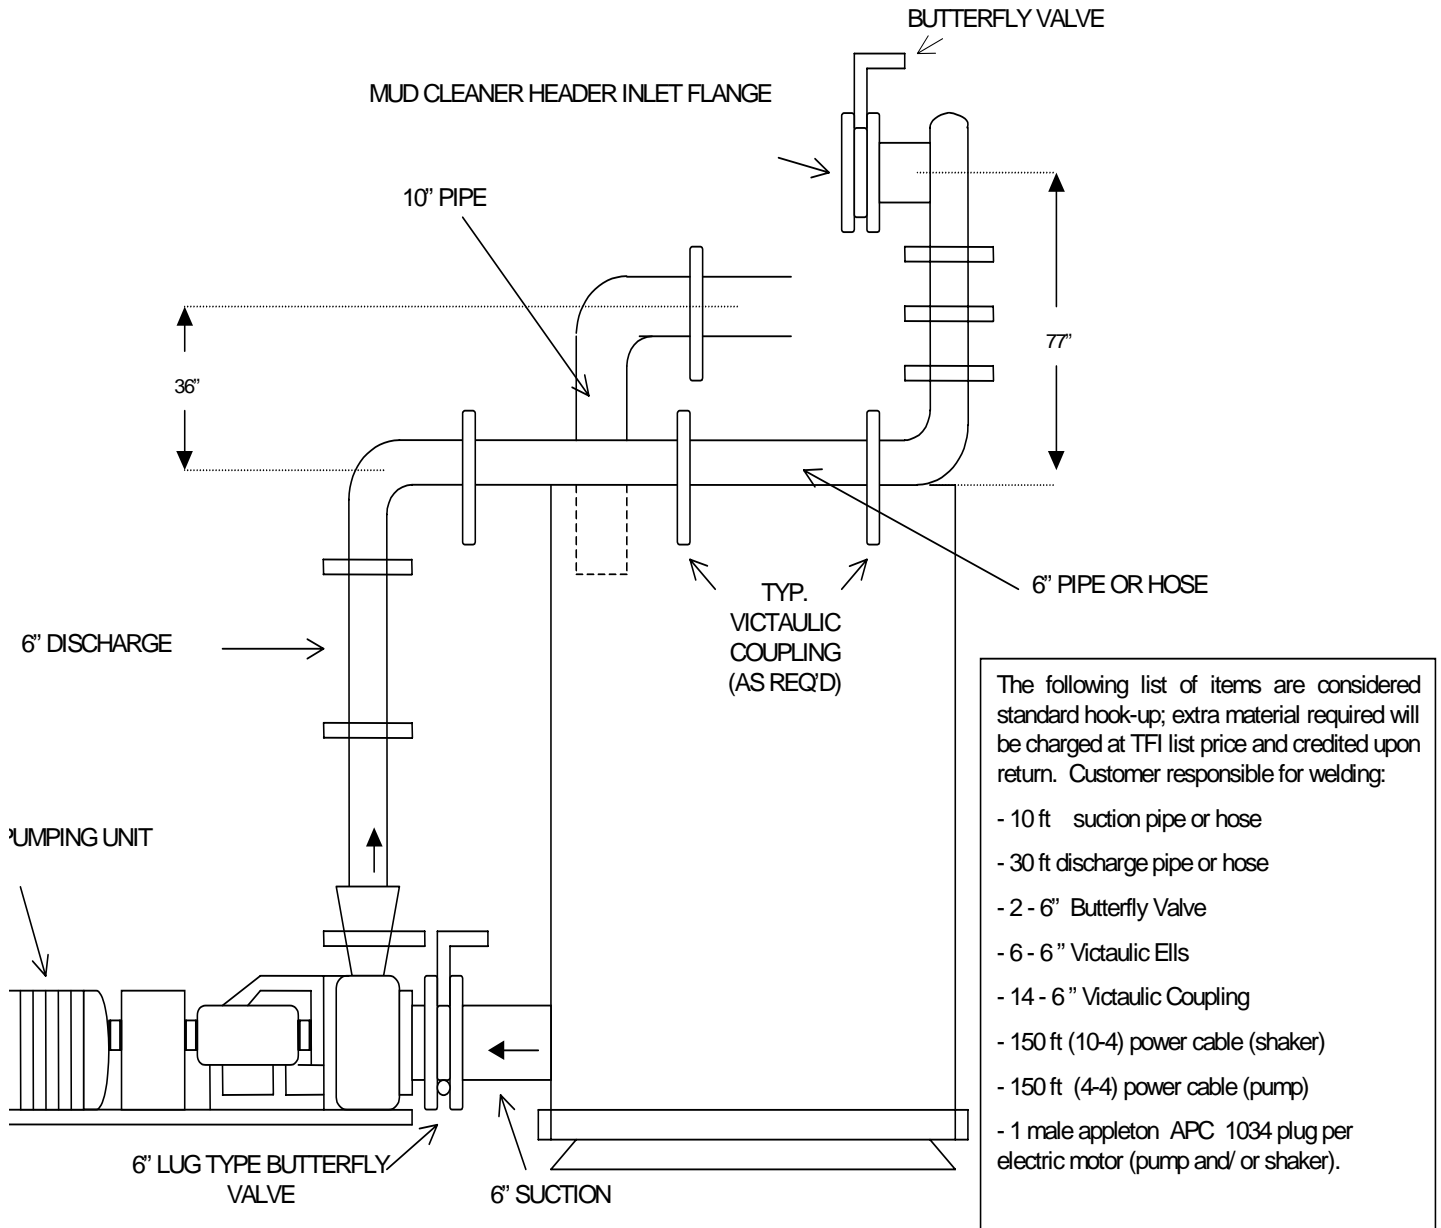 BUTTERFLY VALVE
MUD CLEANER HEADER INLET FLANGE
10” PIPE
77”
36”
6” PIPE OR HOSE
TYP.
VICTAULIC
COUPLING
(AS REQ'D)
6” DISCHARGE
The following list of items are considered
standard hook-up; extra material required will
be charged at TFI list price and credited upon
return. Customer responsible for welding:
- 10 ft suction pipe or hose
- 30 ft discharge pipe or hose
- 2 - 6” Butterfly Valve
- 6 - 6 ” Victaulic Ells
- 14 - 6 ” Victaulic Coupling
- 150 ft (10-4) power cable (shaker)
- 150 ft (4-4) power cable (pump)
- 1 male appleton APC 1034 plug per
electric motor (pump and/ or shaker).
PUMPING UNIT
6” LUG TYPE BUTTERFLY
VALVE
6” SUCTION